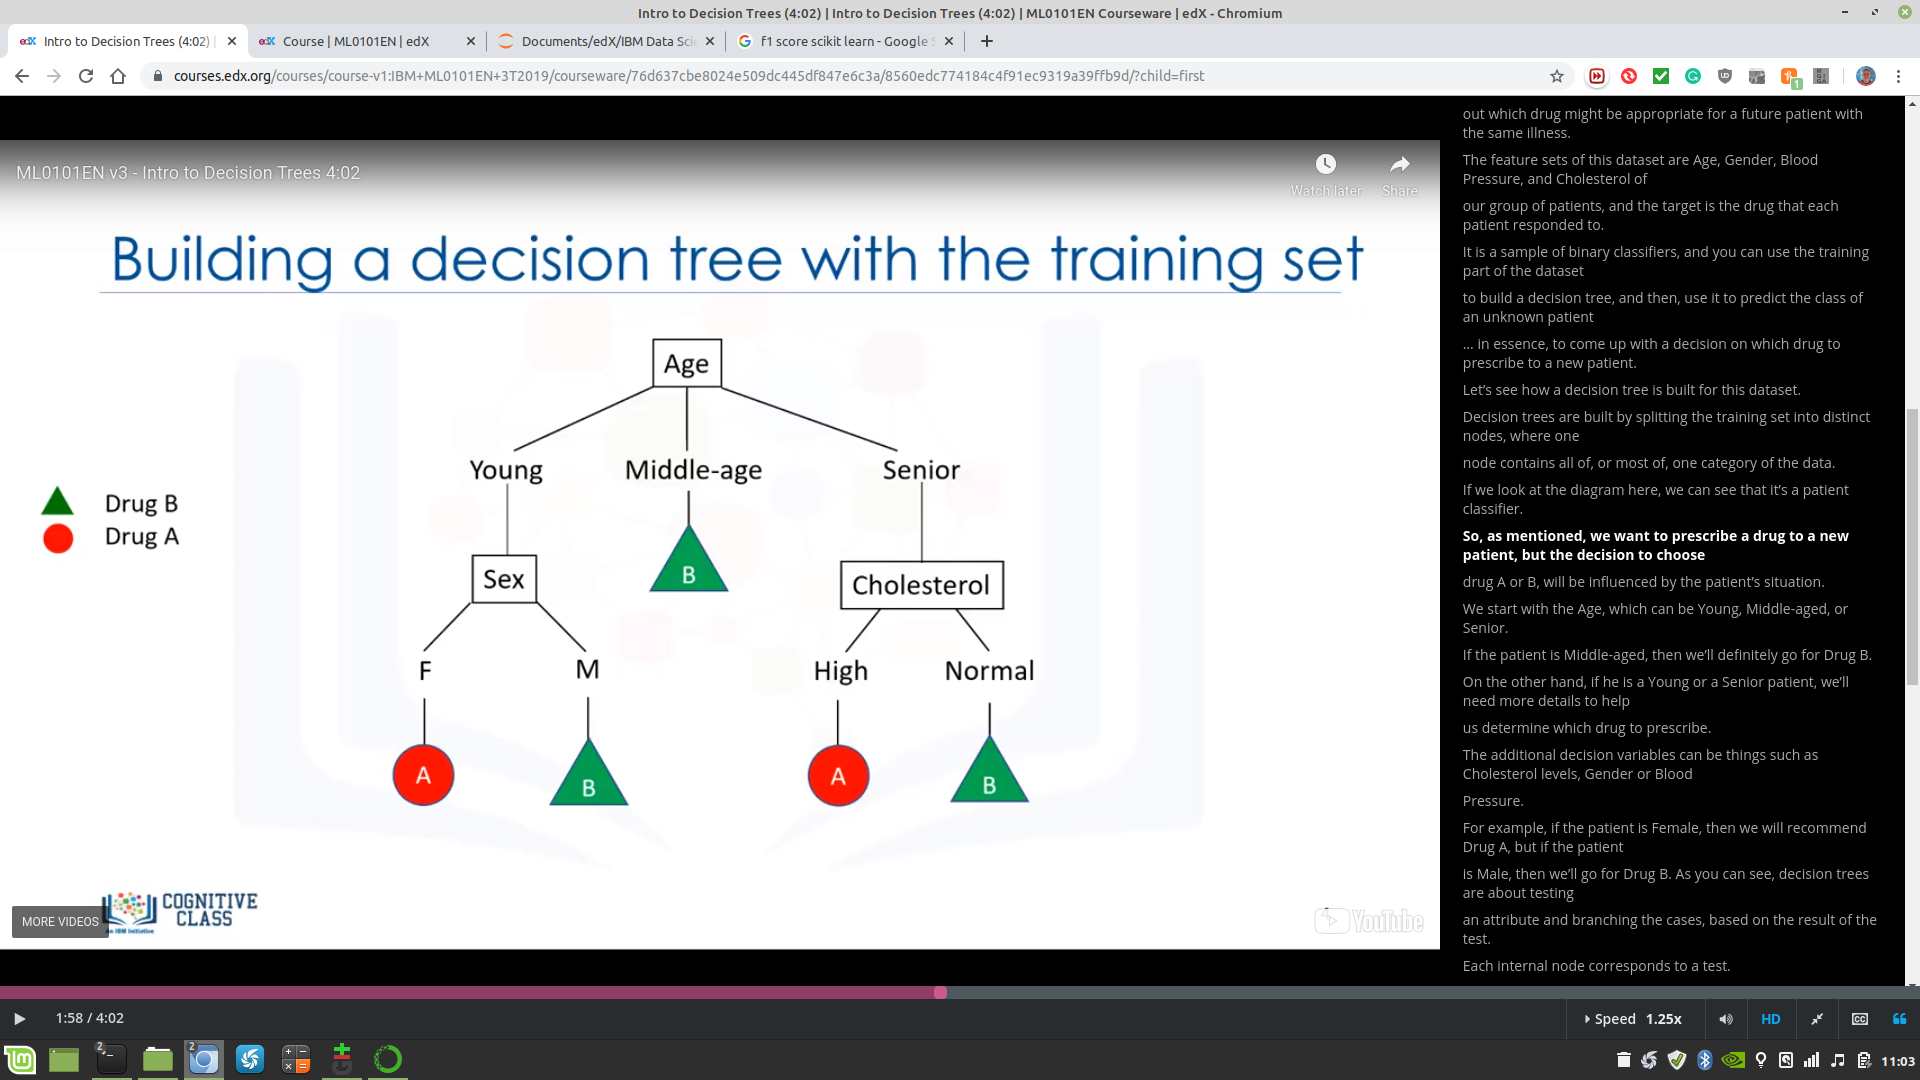 Intro to Decision Trees (4:02) | Intro to Decision Trees (4:02) | ML0101EN Courseware | edX - Chromium
Intro to Decision Trees (4:02) |
Course | ML0101EN | edX
Documents/edX/IBM Data Sci
f1 score scikit learn - Google S
courses.edx.org/courses/course-v1:IBM+ML0101EN+3T2019/courseware/76d637cbe8024e509dc445df847e6c3a/8560edc774184c4f91ec9319a39ffb9d/?child=first
1
ML0101EN v3 - Intro to Decision Trees 4:02
Watch later
Share
Building a decision tree with the training set
Age
Young
Middle-age
Senior
Drug B
Drug A
Sex
B
Cholesterol
F
M
High
Normal
A
B
A
B
MORE VIDEOS
COGNITIVE
CLASS
An IBM Initiative
YouTube
out which drug might be appropriate for a future patient with
the same illness.
The feature sets of this dataset are Age, Gender, Blood
Pressure, and Cholesterol of
our group of patients, and the target is the drug that each
patient responded to.
It is a sample of binary classifiers, and you can use the training
part of the dataset
to build a decision tree, and then, use it to predict the class of
an unknown patient
... in essence, to come up with a decision on which drug to
prescribe to a new patient.
Let's see how a decision tree is built for this dataset.
Decision trees are built by splitting the training set into distinct
nodes, where one
node contains all of, or most of, one category of the data.
If we look at the diagram here, we can see that it's a patient
classifier.
So, as mentioned, we want to prescribe a drug to a new
patient, but the decision to choose
drug A or B, will be influenced by the patient's situation.
We start with the Age, which can be Young, Middle-aged, or
Senior.
If the patient is Middle-aged, then we'll definitely go for Drug B.
On the other hand, if he is a Young or a Senior patient, we'll
need more details to help
us determine which drug to prescribe.
The additional decision variables can be things such as
Cholesterol levels, Gender or Blood
Pressure.
For example, if the patient is Female, then we will recommend
Drug A, but if the patient
is Male, then we'll go for Drug B. As you can see, decision trees
are about testing
an attribute and branching the cases, based on the result of the
test.
Each internal node corresponds to a test.
1:58 / 4:02
Speed 1.25x
HD
CC
2
2
11:03